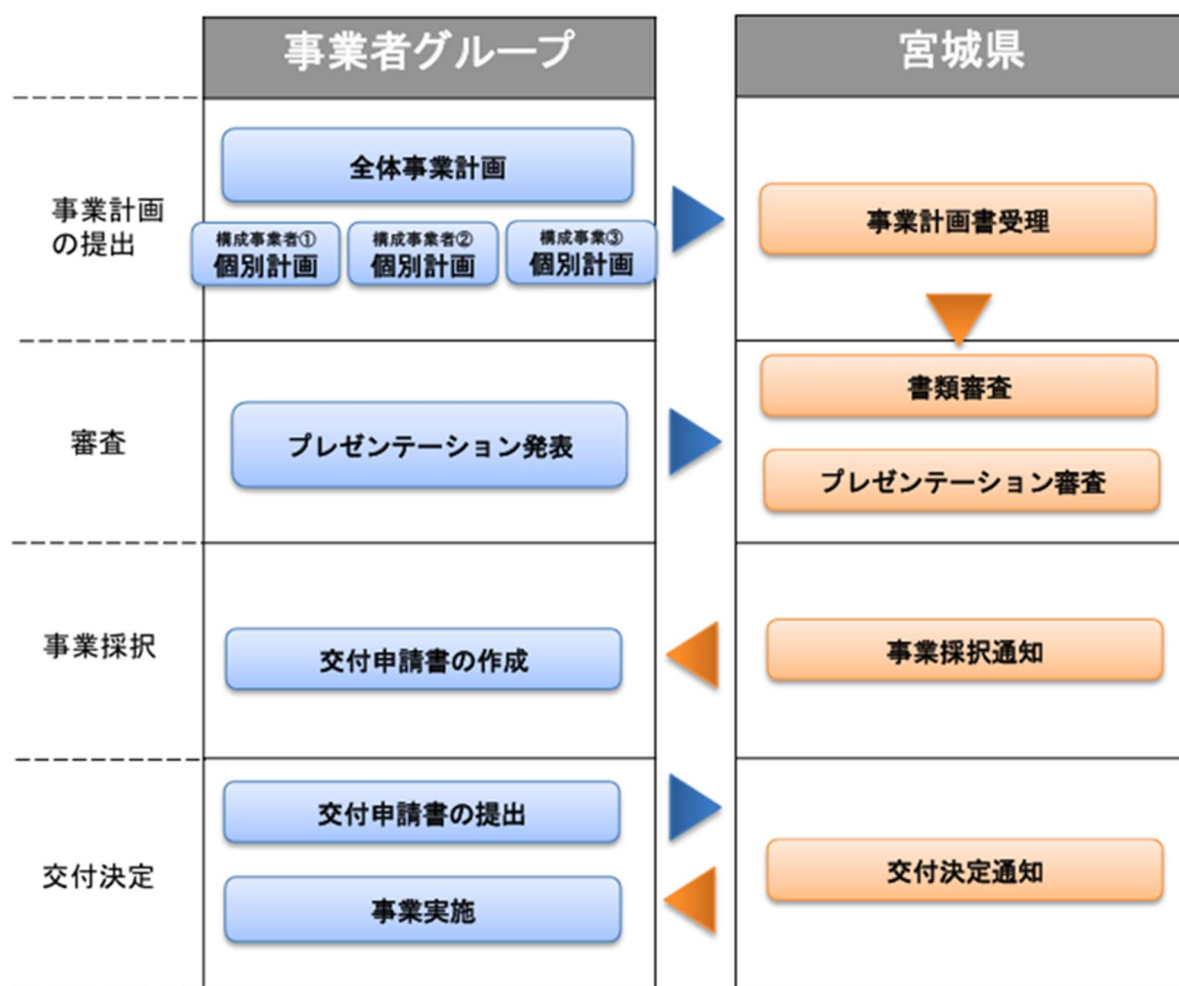 事業者グループ
宮城県
事業計画
の提出
全体事業計画
構成事業者①
個別計画
構成事業者②
個別計画
構成事業③
個別計画
事業計画書受理
審査
プレゼンテーション発表
書類審査
プレゼンテーション審査
事業採択
交付申請書の作成
事業採択通知
交付決定
交付申請書の提出
事業実施
交付決定通知